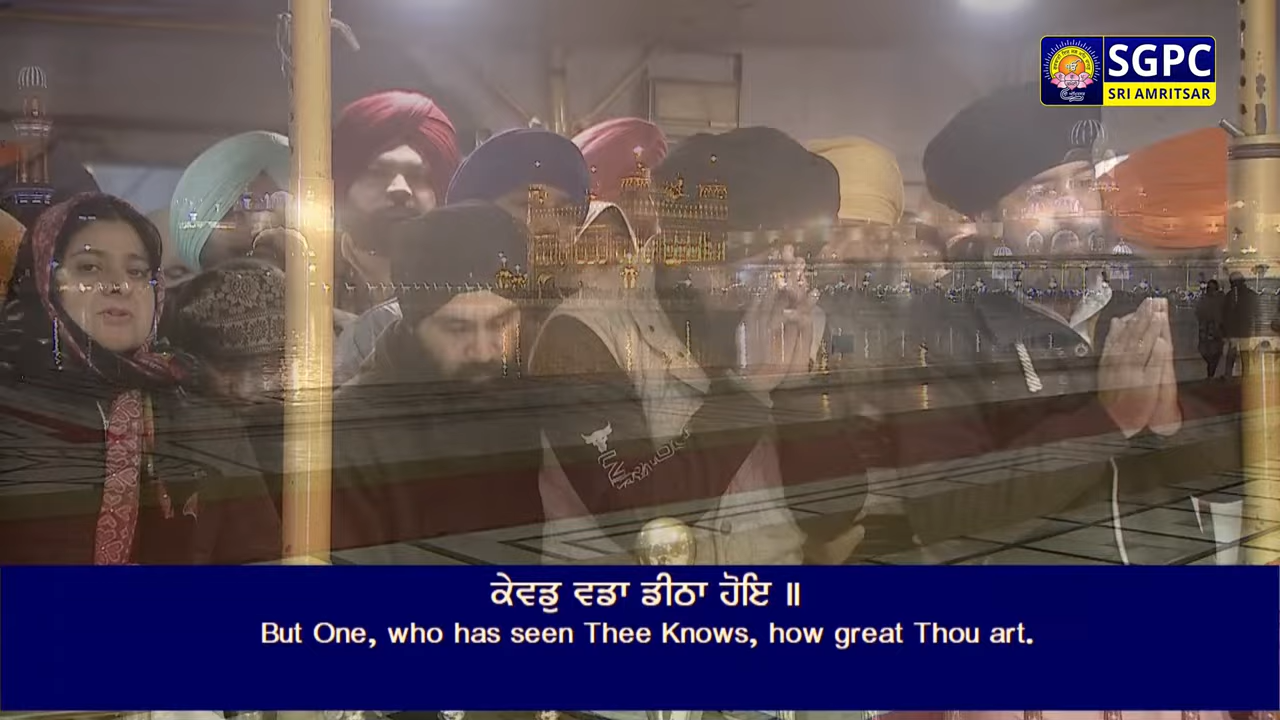 SGPC
SRI AMRITSAR
ਕੇਵਡੁ ਵਡਾ ਡੀਠਾ ਹੋਇ ॥
But One, who has seen Thee Knows, how great Thou art.